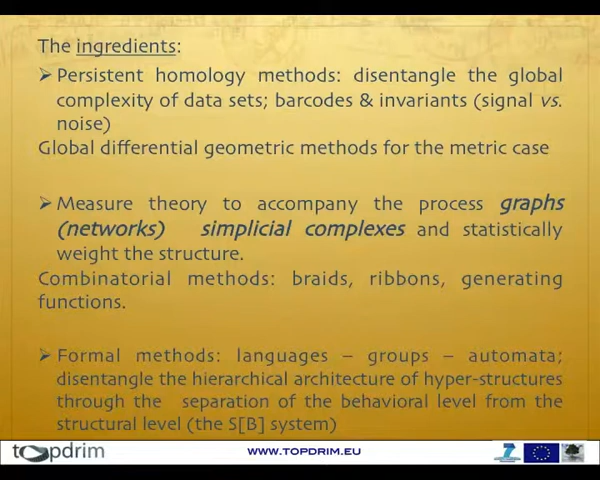 The ingredients:
➤ Persistent homology methods: disentangle the global
complexity of data sets; barcodes & invariants (signal vs.
noise)
Global differential geometric methods for the metric case
➤ Measure theory to accompany the process graphs
(networks) simplicial complexes and statistically
weight the structure.
Combinatorial methods: braids, ribbons, generating
functions.
➤ Formal methods: languages – groups – automata;
disentangle the hierarchical architecture of hyper-structures
through the separation of the behavioral level from the
structural level (the S[B] system)
topdrim
WWW.TOPDRIM.EU
7